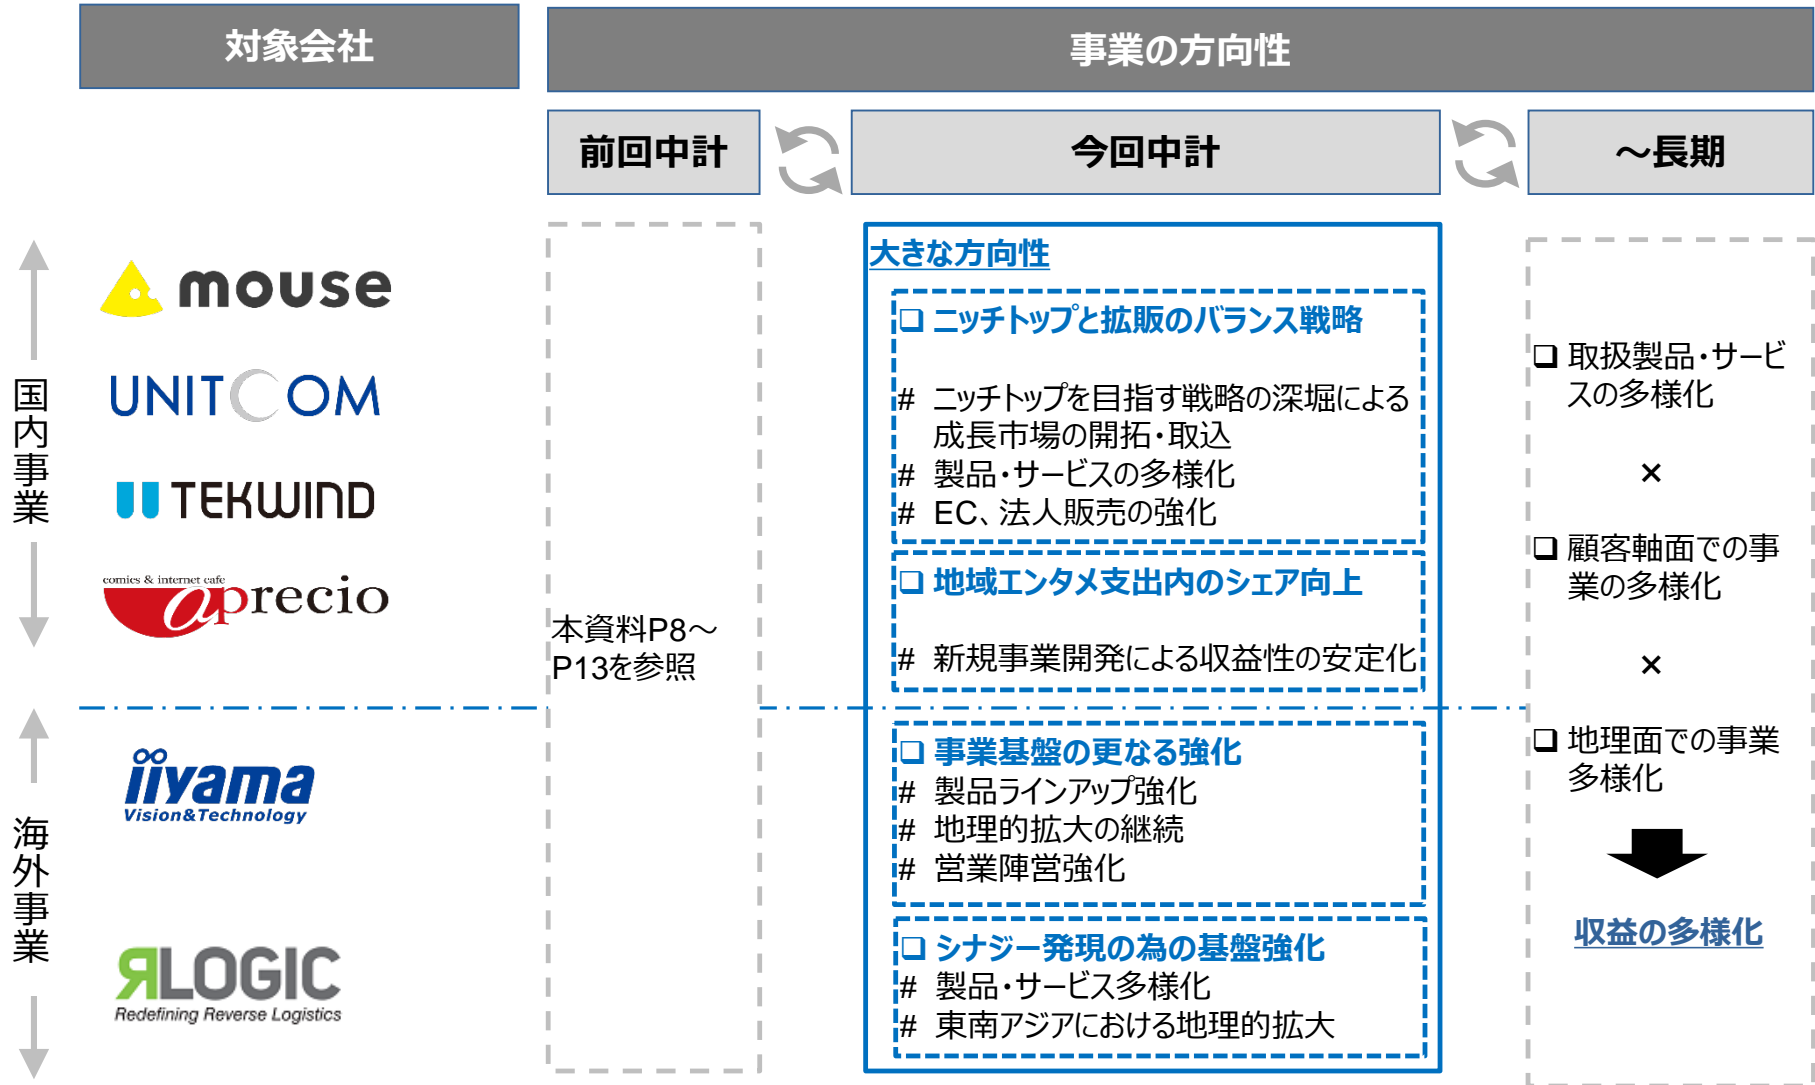 対象会社
事業の方向性
前回中計
今回中計
～長期
国内事業
mouse
UNITCOM
TEKWIND
comics & internet cafe
aprecio
海外事業
iiyama
Vision&Technology
RLOGIC
Redefining Reverse Logistics
本資料P8～
P13を参照
大きな方向性
❑ ニッチトップと拡販のバランス戦略
# ニッチトップを目指す戦略の深堀による
成長市場の開拓・取込
# 製品・サービスの多様化
# EC、法人販売の強化
❑ 地域エンタメ支出内のシェア向上
# 新規事業開発による収益性の安定化
❑ 事業基盤の更なる強化
# 製品ラインアップ強化
# 地理的拡大の継続
# 営業陣営強化
❑ シナジー発現の為の基盤強化
# 製品・サービス多様化
# 東南アジアにおける地理的拡大
❑ 取扱製品・サービ
スの多様化
×
❑ 顧客軸面での事
業の多様化
×
❑ 地理面での事業
多様化
収益の多様化